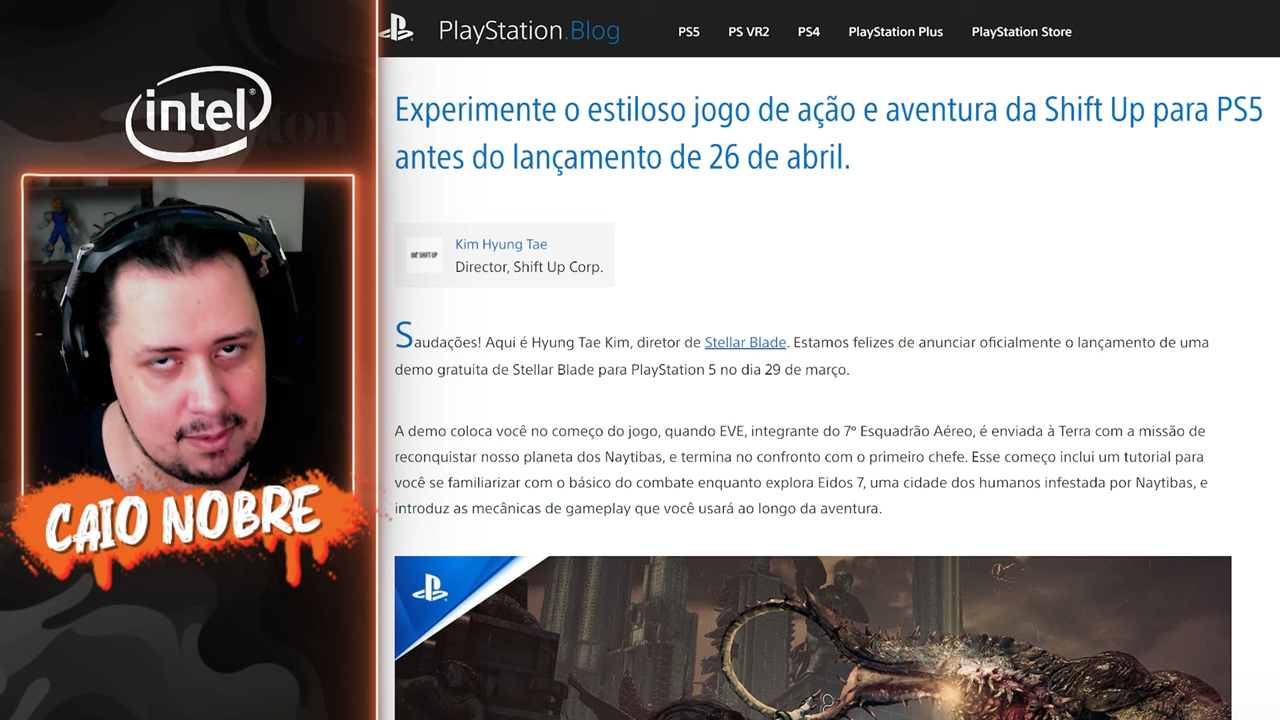 intel®
CAIO NOBRE
PlayStation.Blog
PS5
PS VR2
PS4
PlayStation Plus
PlayStation Store
Experimente o estiloso jogo de ação e aventura da Shift Up para PS5
antes do lançamento de 26 de abril.
SHIFT UP
Kim Hyung Tae
Director, Shift Up Corp.
Saudações! Aqui é Hyung Tae Kim, diretor de Stellar Blade. Estamos felizes de anunciar oficialmente o lançamento de uma
demo gratuita de Stellar Blade para PlayStation 5 no dia 29 de março.
A demo coloca você no começo do jogo, quando EVE, integrante do 7º Esquadrão Aéreo, é enviada à Terra com a missão de
reconquistar nosso planeta dos Naytibas, e termina no confronto com o primeiro chefe. Esse começo inclui um tutorial para
você se familiarizar com o básico do combate enquanto explora Eidos 7, uma cidade dos humanos infestada por Naytibas, e
introduz as mecânicas de gameplay que você usará ao longo da aventura.